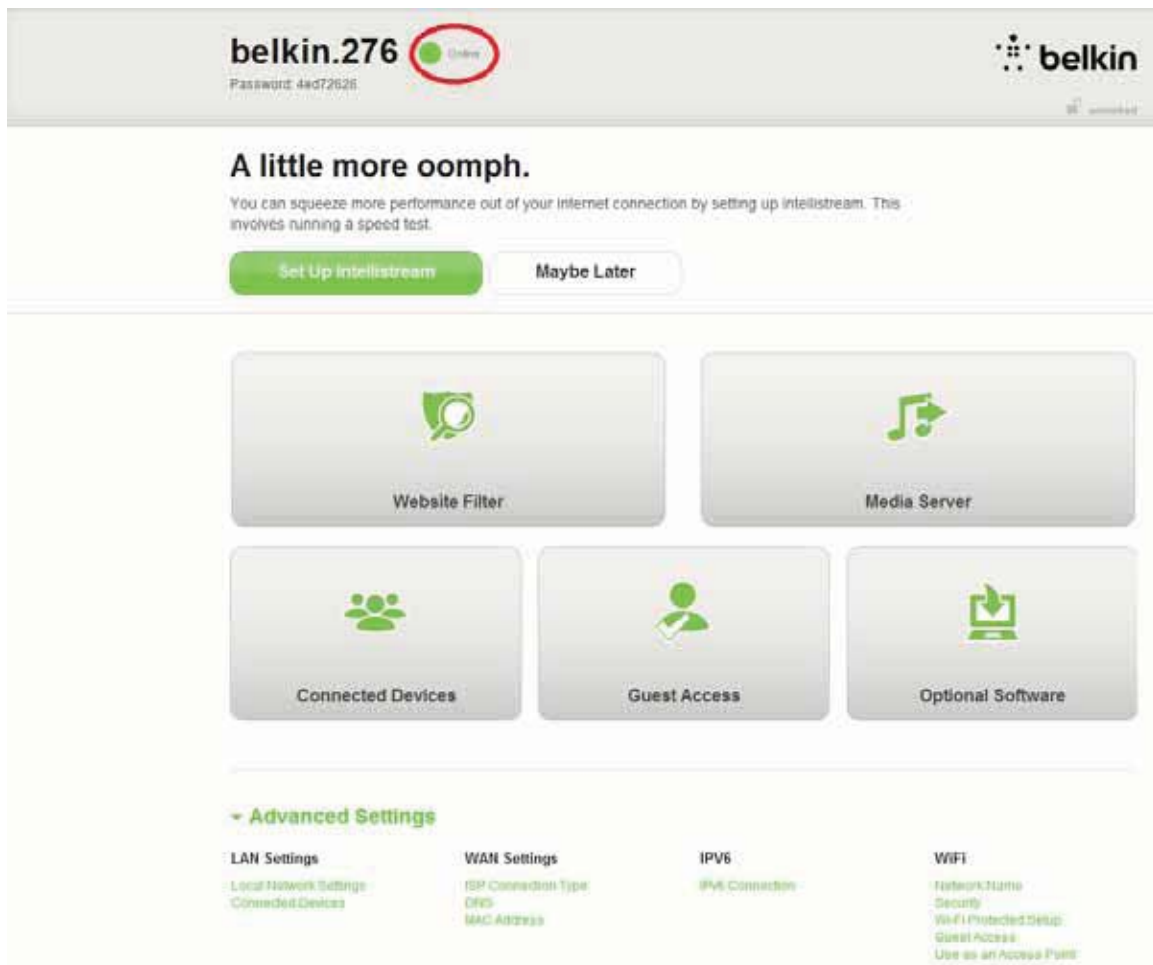 belkin.276 Online
belkin
Password: 4ed72626
A little more oomph.
You can squeeze more performance out of your internet connection by setting up intellistream. This
involves running a speed test.
Set Up Intellistream Maybe Later
Website Filter Media Server
Connected Devices Guest Access Optional Software
Advanced Settings
LAN Settings WAN Settings IPV6 WiFi
Local Network Settings ISP Connection Type IPv6 Connection Network Name
Connected Devices DNS Security
MAC Address Wi-Fi Protected Setup
Guest Access
Use as an Access Point